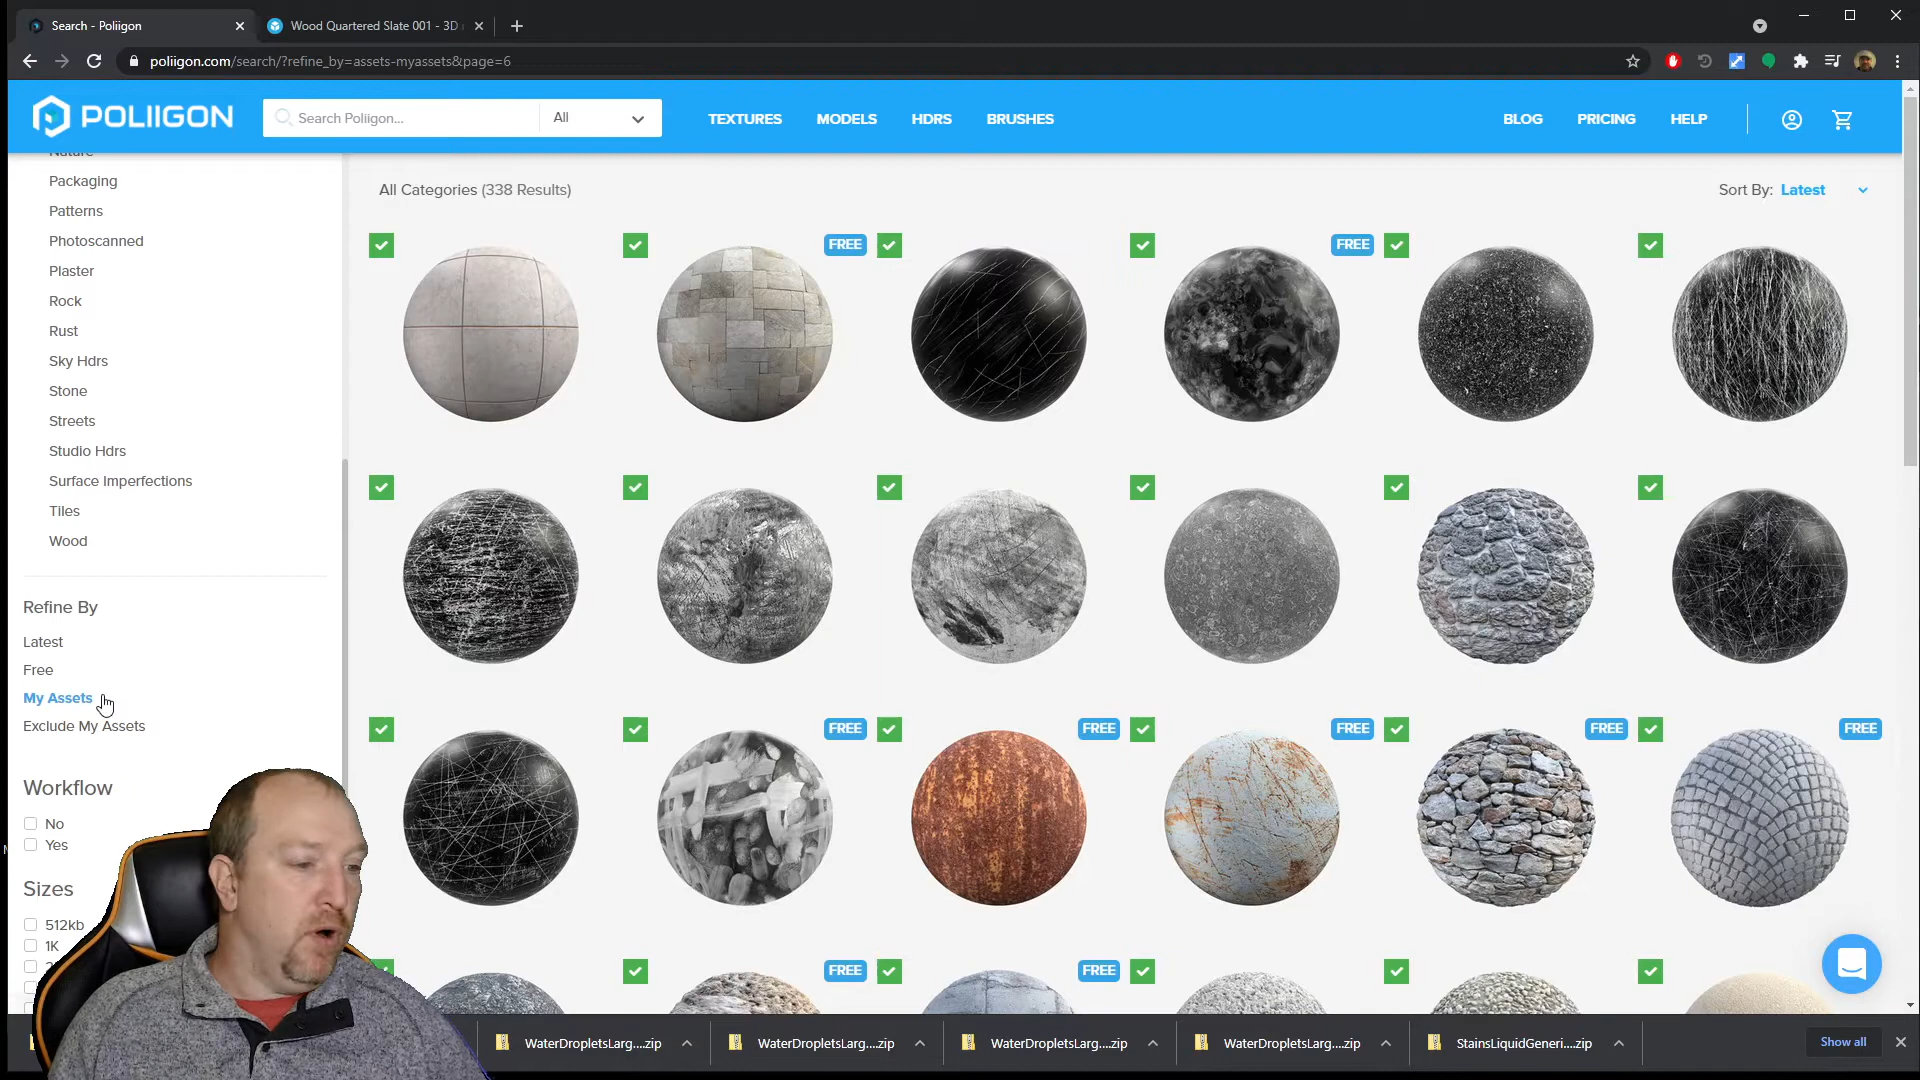 Search - Poliigon
Wood Quartered Slate 001 - 3D
poliigon.com/search/?refine_by=assets-myassets&page=6
POLIIGON
Search Poliigon...
All
TEXTURES
MODELS
HDRS
BRUSHES
BLOG
PRICING
HELP
Nature
Packaging
Patterns
Photoscanned
Plaster
Rock
Rust
Sky Hdrs
Stone
Streets
Studio Hdrs
Surface Imperfections
Tiles
Wood
Refine By
Latest
Free
My Assets
Exclude My Assets
Workflow
No
Yes
Sizes
512kb
1K
All Categories (338 Results)
Sort By: Latest
FREE
FREE
FREE
FREE
FREE
FREE
FREE
FREE
FREE
WaterDropletsLarg....zip
WaterDropletsLarg....zip
WaterDropletsLarg....zip
WaterDropletsLarg....zip
StainsLiquidGeneri....zip
Show all